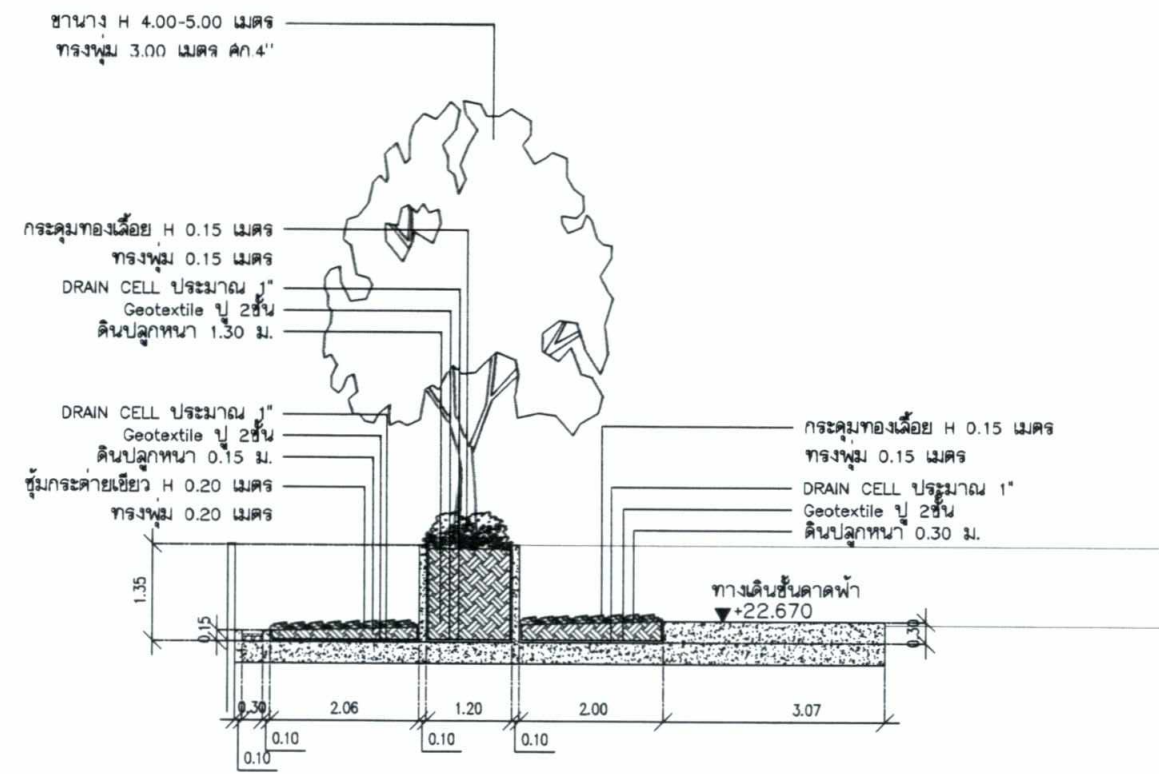 ชานาง H 4.00-5.00 เมตร
ทรงพุ่ม 3.00 เมตร ศก.4"
กระดุมทองเลื้อย H 0.15 เมตร
ทรงพุ่ม 0.15 เมตร
DRAIN CELL ประมาณ 1"
Geotextile ปู 2ชั้น
ดินปลูกหนา 1.30 ม.
DRAIN CELL ประมาณ 1"
Geotextile ปู 2ชั้น
ดินปลูกหนา 0.15 ม.
ซุ้มกระต่ายเขียว H 0.20 เมตร
ทรงพุ่ม 0.20 เมตร
กระดุมทองเลื้อย H 0.15 เมตร
ทรงพุ่ม 0.15 เมตร
DRAIN CELL ประมาณ 1"
Geotextile ปู 2ชั้น
ดินปลูกหนา 0.30 ม.
ทางเดินชั้นดาดฟ้า
+22.670
1.35
0.15
0.30
0.30
2.06
1.20
2.00
3.07
0.10
0.10
0.10
0.10